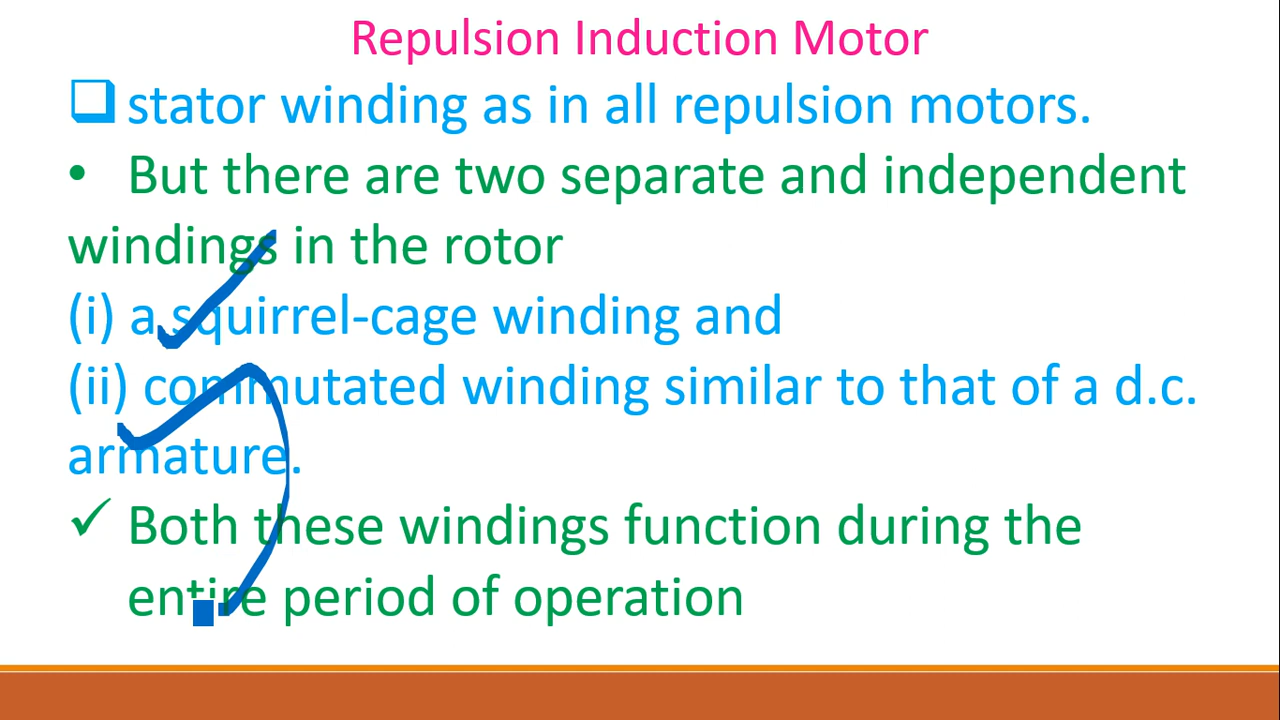 Repulsion Induction Motor
❑ stator winding as in all repulsion motors.
• But there are two separate and independent
windings in the rotor
(i) a squirrel-cage winding and
(ii) commutated winding similar to that of a d.c.
armature.
✓ Both these windings function during the
entire period of operation